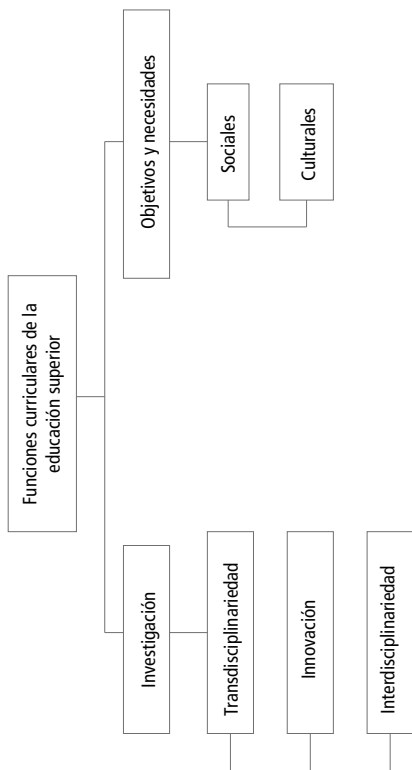 Funciones curriculares de la
educación superior
Investigación
Transdisciplinariedad
Innovación
Interdisciplinariedad
Objetivos y necesidades
Sociales
Culturales